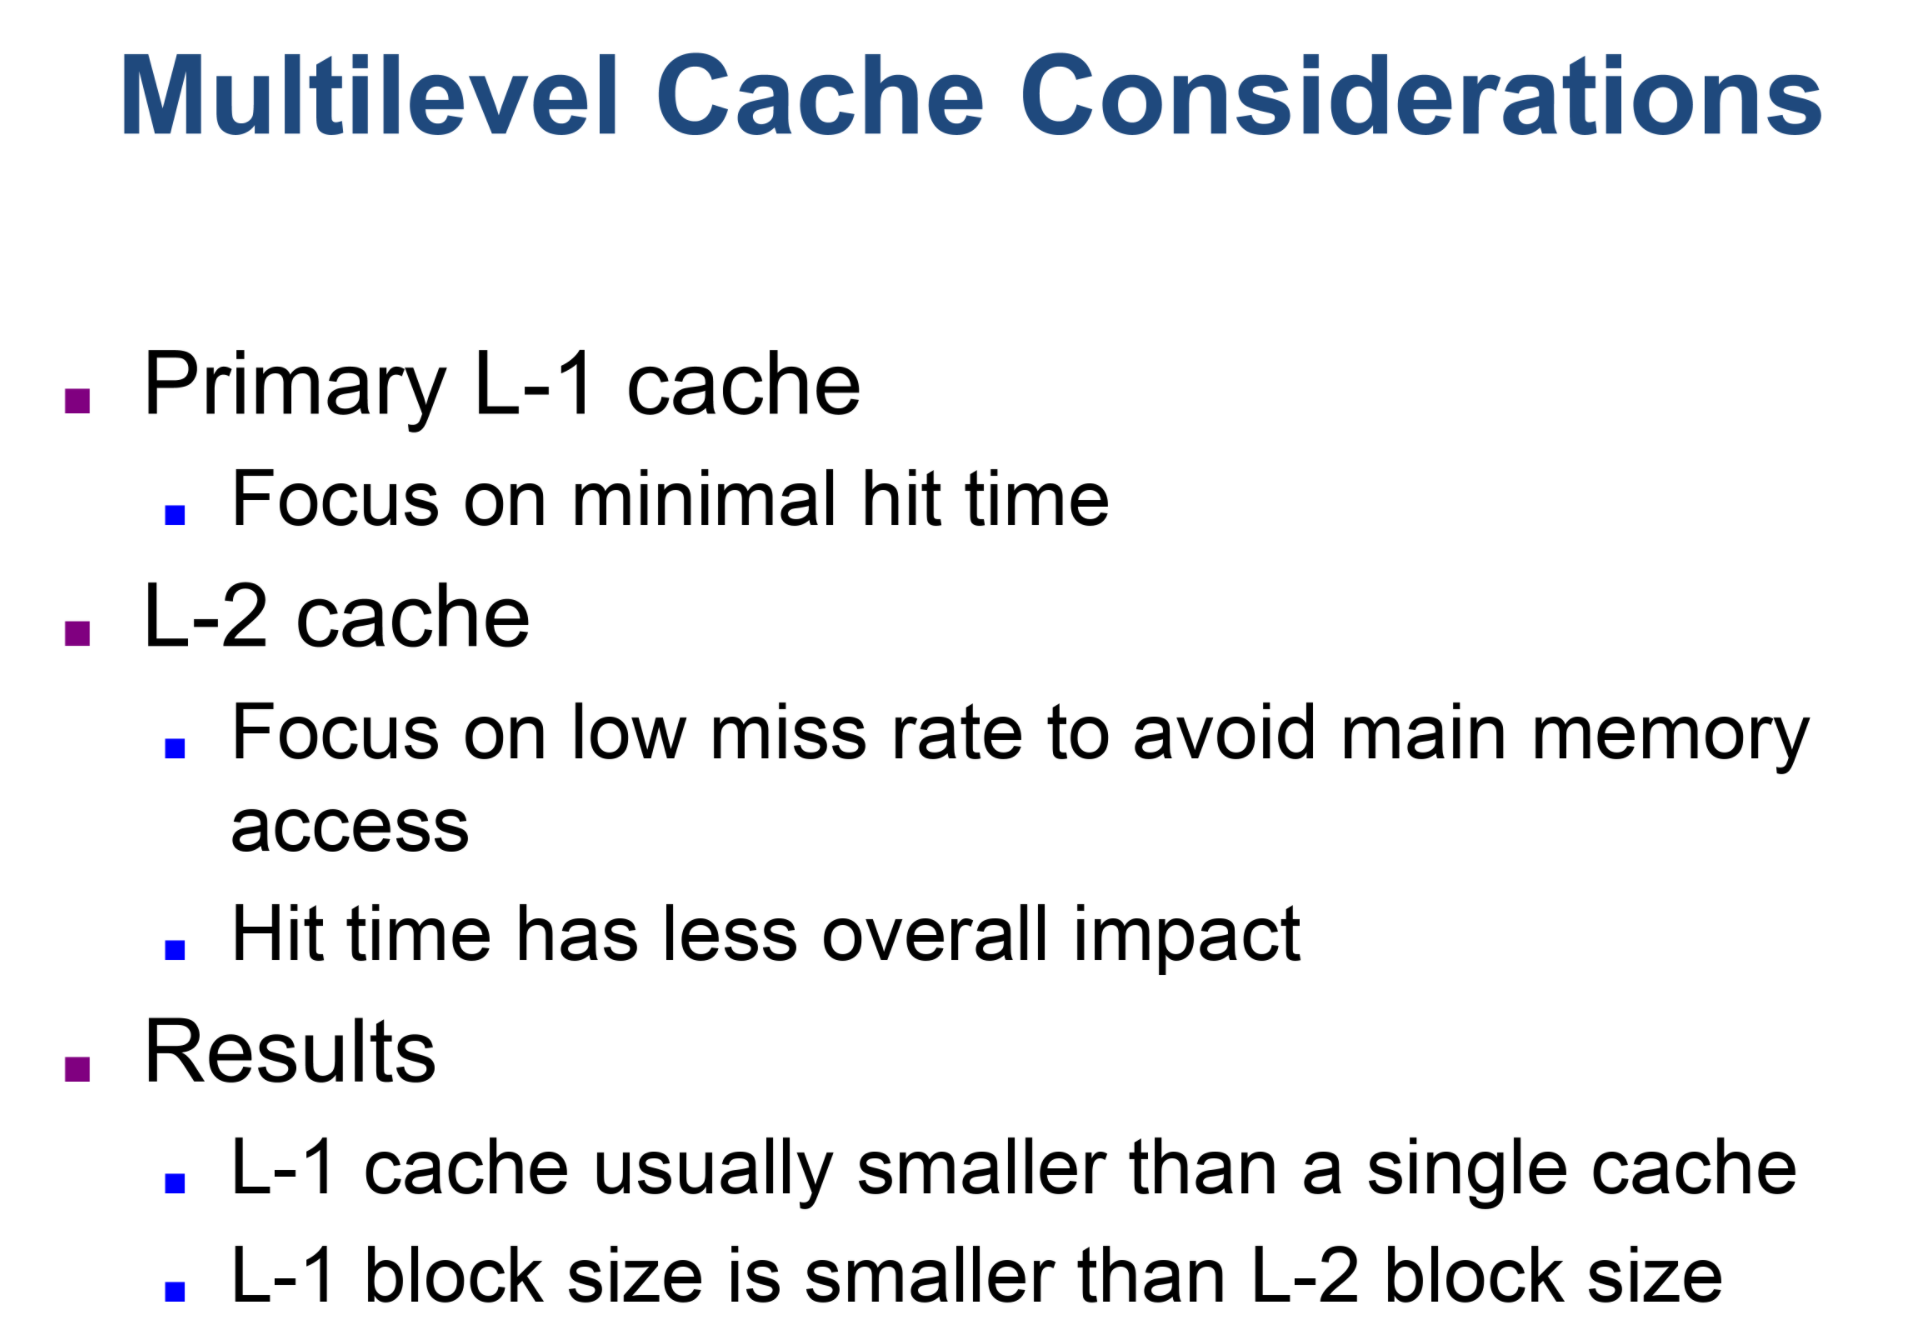 Multilevel Cache Considerations
Primary L-1 cache
Focus on minimal hit time
L-2 cache
Focus on low miss rate to avoid main memory
access
Hit time has less overall impact
Results
L-1 cache usually smaller than a single cache
L-1 block size is smaller than L-2 block size